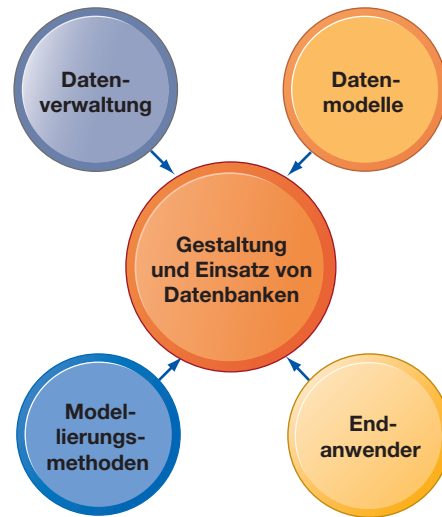 Daten-
verwaltung
Daten-
modelle
Gestaltung
und Einsatz von
Datenbanken
Model-
lierungs-
methoden
End-
anwender